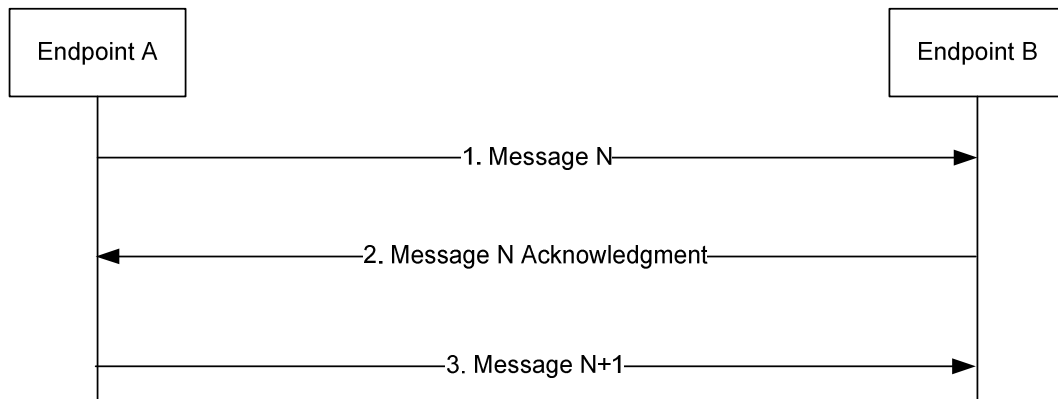 Endpoint A
Endpoint B
1. Message N
2. Message N Acknowledgment
3. Message N+1